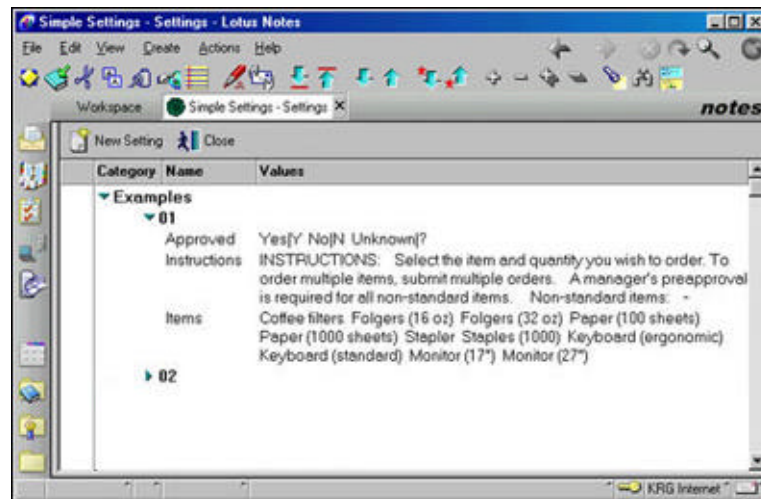 Simple Settings - Settings - Lotus Notes
File Edit View Create Actions Help
Workspace Simple Settings - Settings notes
New Setting Close
Category Name Values
Examples
01
Approved Yes|Y No|N Unknown|?
Instructions INSTRUCTIONS: Select the item and quantity you wish to order. To
order multiple items, submit multiple orders. A manager's preapproval
is required for all non-standard items. Non-standard items: -
Items Coffee filters Folgers (16 oz) Folgers (32 oz) Paper (100 sheets)
Paper (1000 sheets) Stapler Staples (1000) Keyboard (ergonomic)
Keyboard (standard) Monitor (17") Monitor (27")
02
KRG Internet